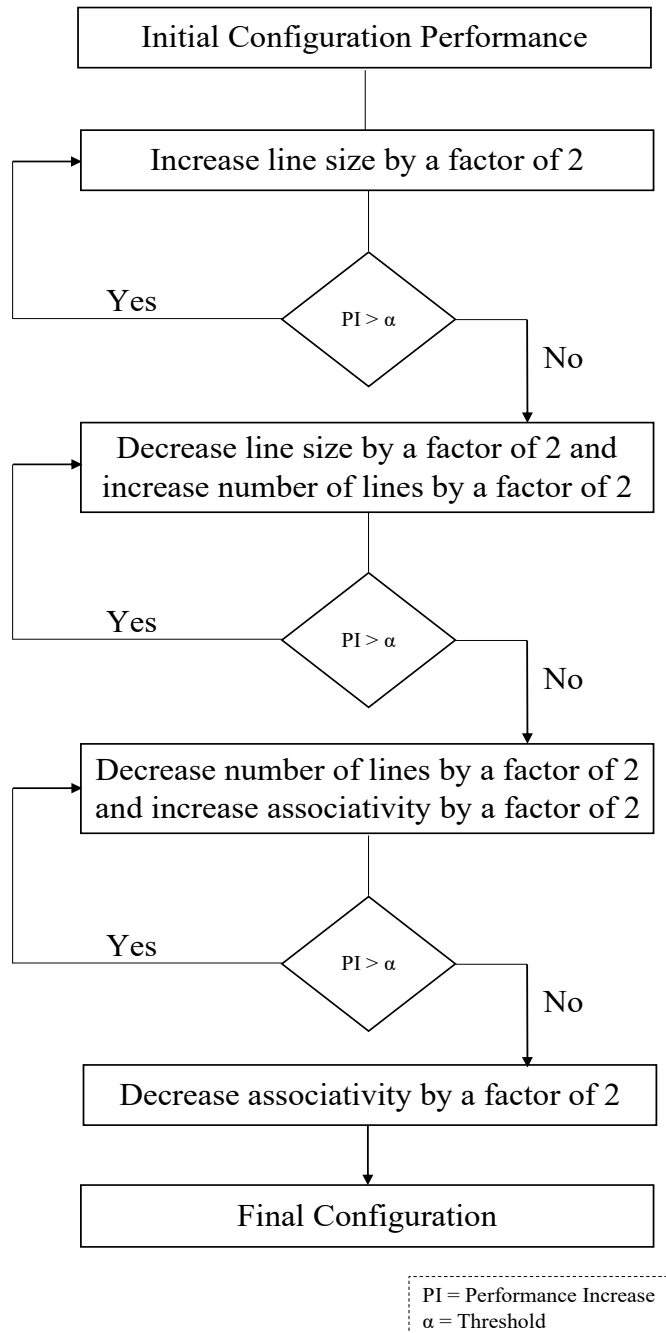 Initial Configuration Performance
Increase line size by a factor of 2
PI > α
Yes
No
Decrease line size by a factor of 2 and
increase number of lines by a factor of 2
PI > α
Yes
No
Decrease number of lines by a factor of 2
and increase associativity by a factor of 2
PI > α
Yes
No
Decrease associativity by a factor of 2
Final Configuration
PI = Performance Increase
α = Threshold